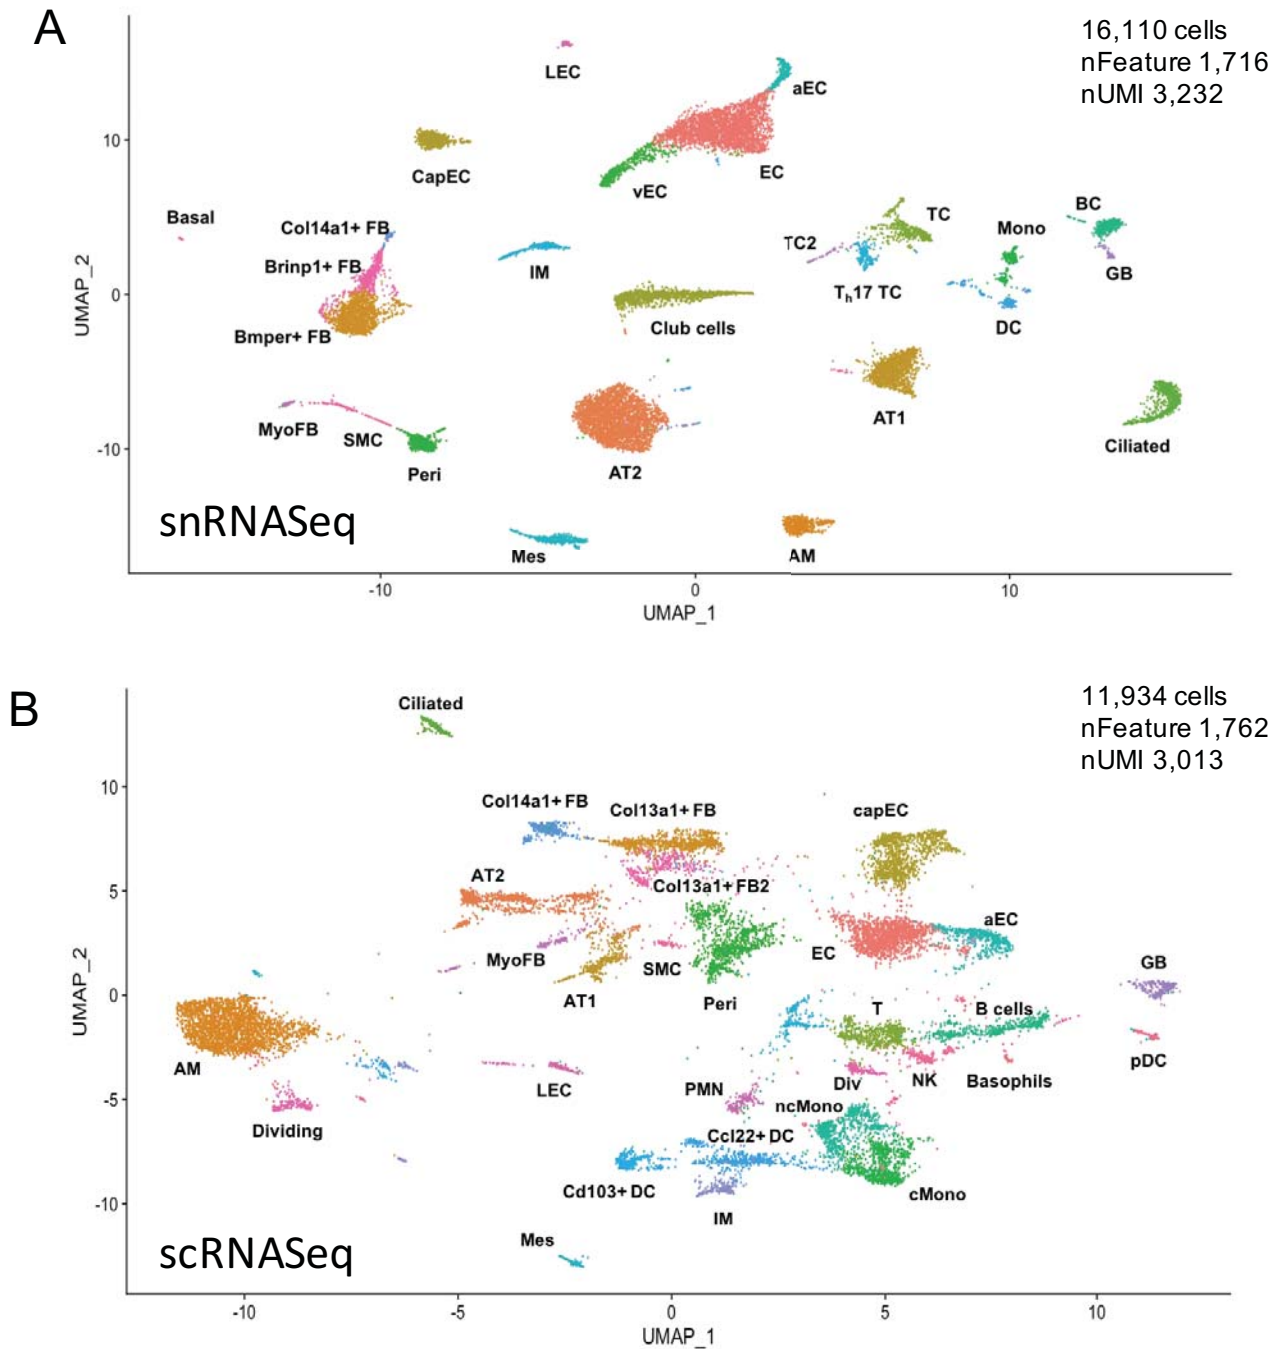 A
16,110 cells
nFeature 1,716
nUMI 3,232
LEC
aEC
10
CapEC
EC
vEC
Basal
Col14a1+ FB
Brinp1+ FB
Bmper+ FB
IM
TC
TC2
Th17 TC
Mono
BC
GB
DC
UMAP_2
0
Club cells
MyoFB
SMC
Peri
AT2
AT1
Ciliated
-10
snRNASeq
Mes
AM
-10
0
10
UMAP_1
B
11,934 cells
nFeature 1,762
nUMI 3,013
Ciliated
10
Col14a1+ FB
Col13a1+ FB
capEC
AT2
5
Col13a1+ FB2
aEC
MyoFB
SMC
EC
GB
AT1
Peri
UMAP_2
0
T
B cells
AM
pDC
LEC
PMN
Div
NK
Basophils
-5
ncMono
Dividing
Ccl22+ DC
Cd103+ DC
cMono
-10
IM
Mes
scRNASeq
-10
-5
0
5
10
UMAP_1